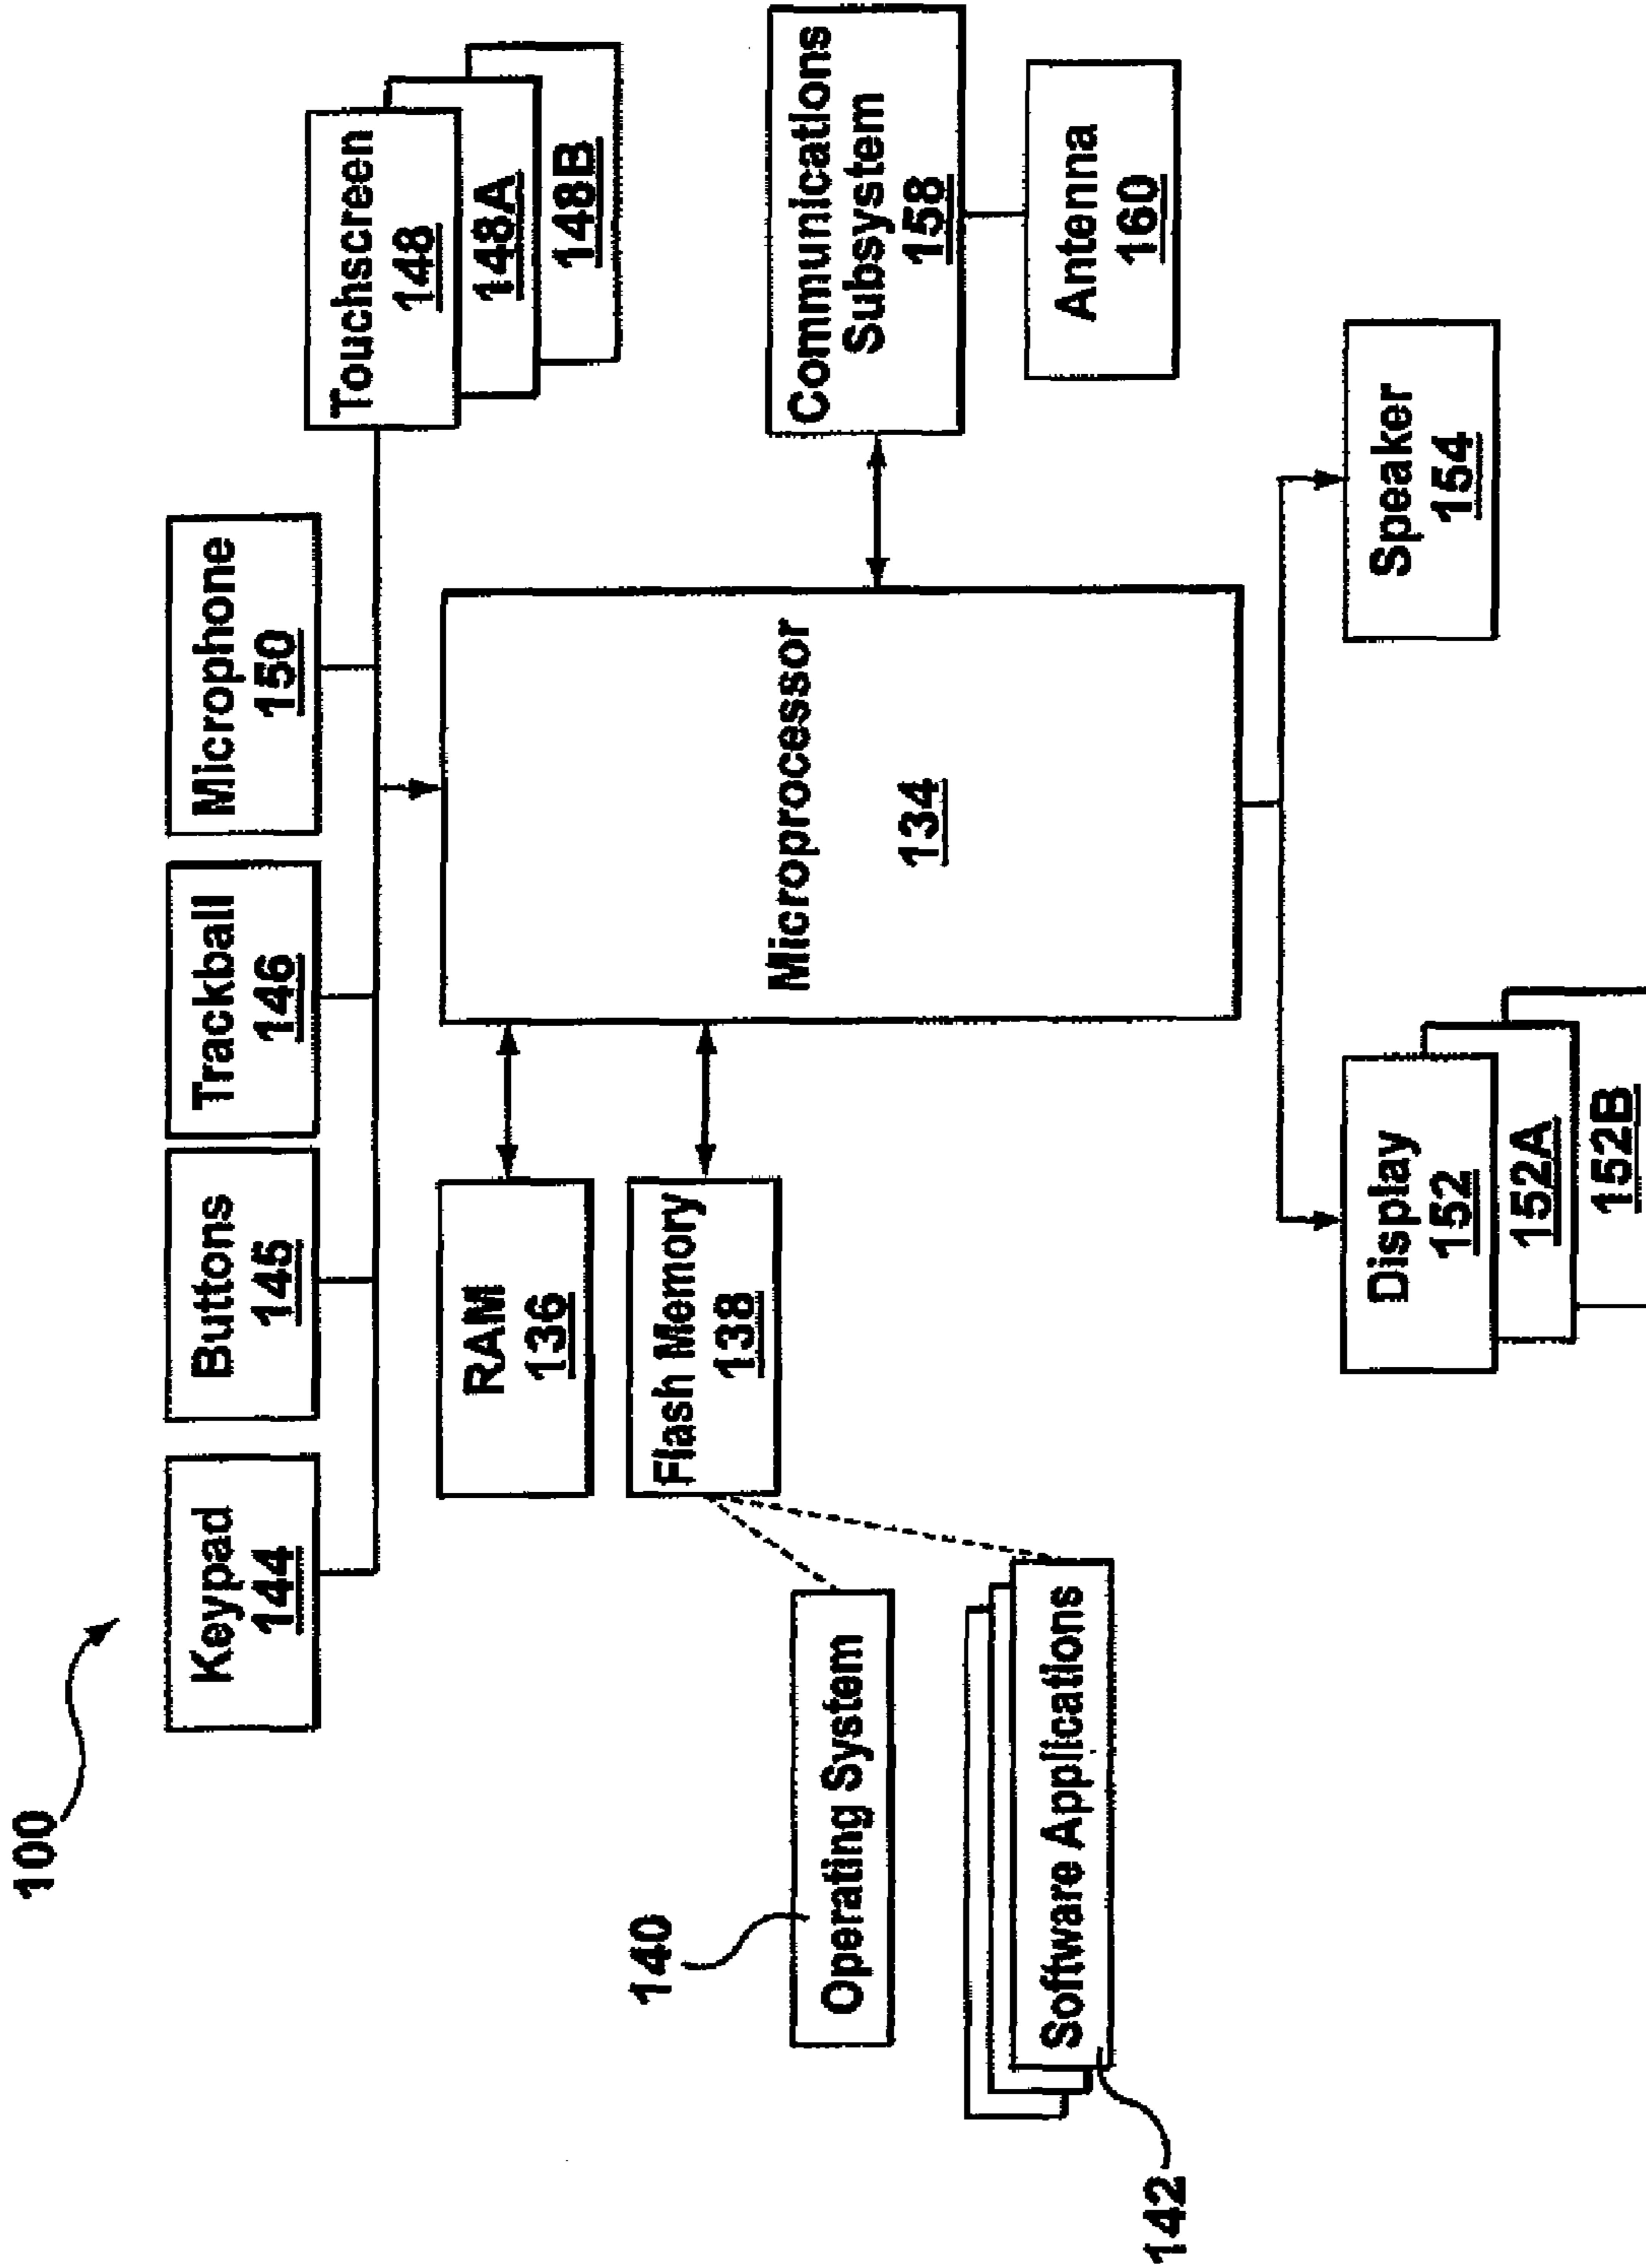 100
Keypad
144
Buttons
145
Trackball
146
Microphone
150
Touchscreen
148
148A
148B
RAM
136
Flash Memory
138
Microprocessor
134
Communications
Subsystem
158
Antenna
160
140
Operating System
Software Applications
142
Display
152
152A
152B
Speaker
154